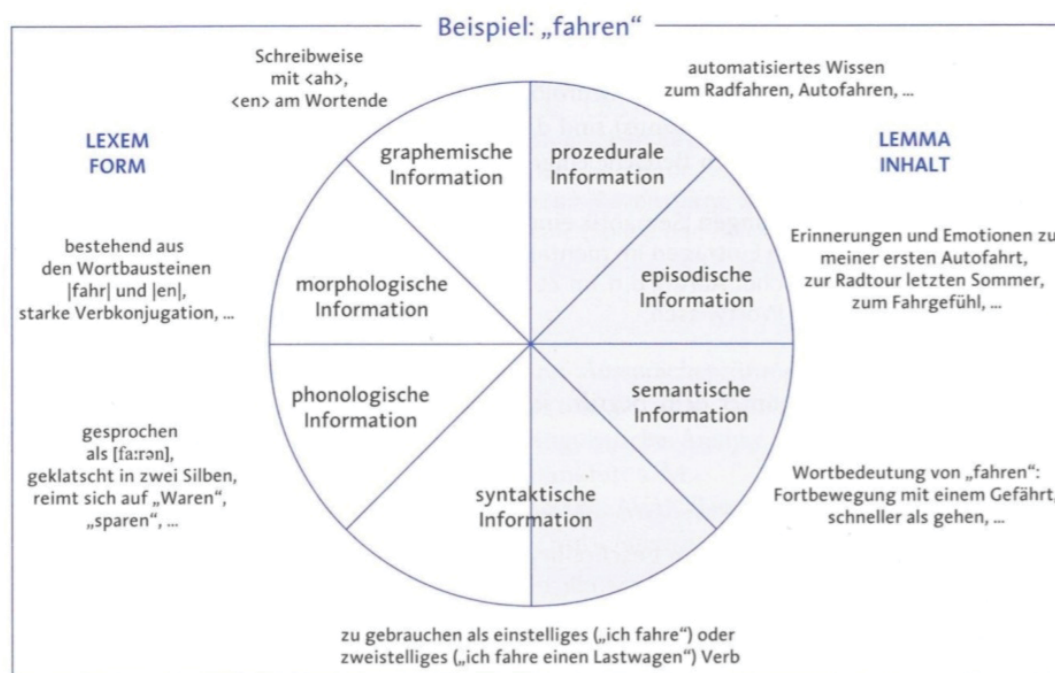 Beispiel: „fahren“
Schreibweise
mit <ah>,
<en> am Wortende
automatisiertes Wissen
zum Radfahren, Autofahren, ...
LEXEM
FORM
LEMMA
INHALT
graphemische
Information
prozedurale
Information
bestehend aus
den Wortbausteinen
|fahr| und |en|,
starke Verbkonjugation, ...
morphologische
Information
episodische
Information
Erinnerungen und Emotionen zu
meiner ersten Autofahrt,
zur Radtour letzten Sommer,
zum Fahrgefühl, ...
phonologische
Information
semantische
Information
gesprochen
als [fa:rən],
geklatscht in zwei Silben,
reimt sich auf „Waren“,
„sparen“, ...
syntaktische
Information
Wortbedeutung von „fahren“:
Fortbewegung mit einem Gefährt,
schneller als gehen, ...
zu gebrauchen als einstelliges („ich fahre“) oder
zweistelliges („ich fahre einen Lastwagen“) Verb